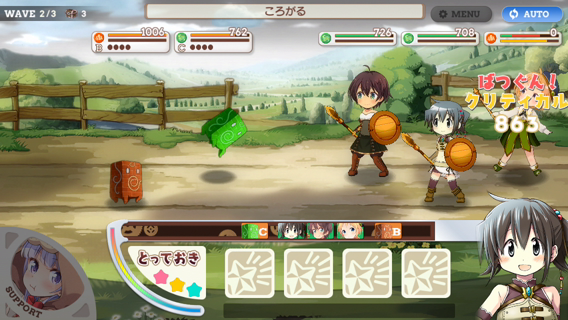 WAVE 2/3 3
ころがる
MENU
AUTO
1006
B
762
C
726
708
0
ばつぐん!
クリティカル
863
C
B
とっておき
SUPPORT